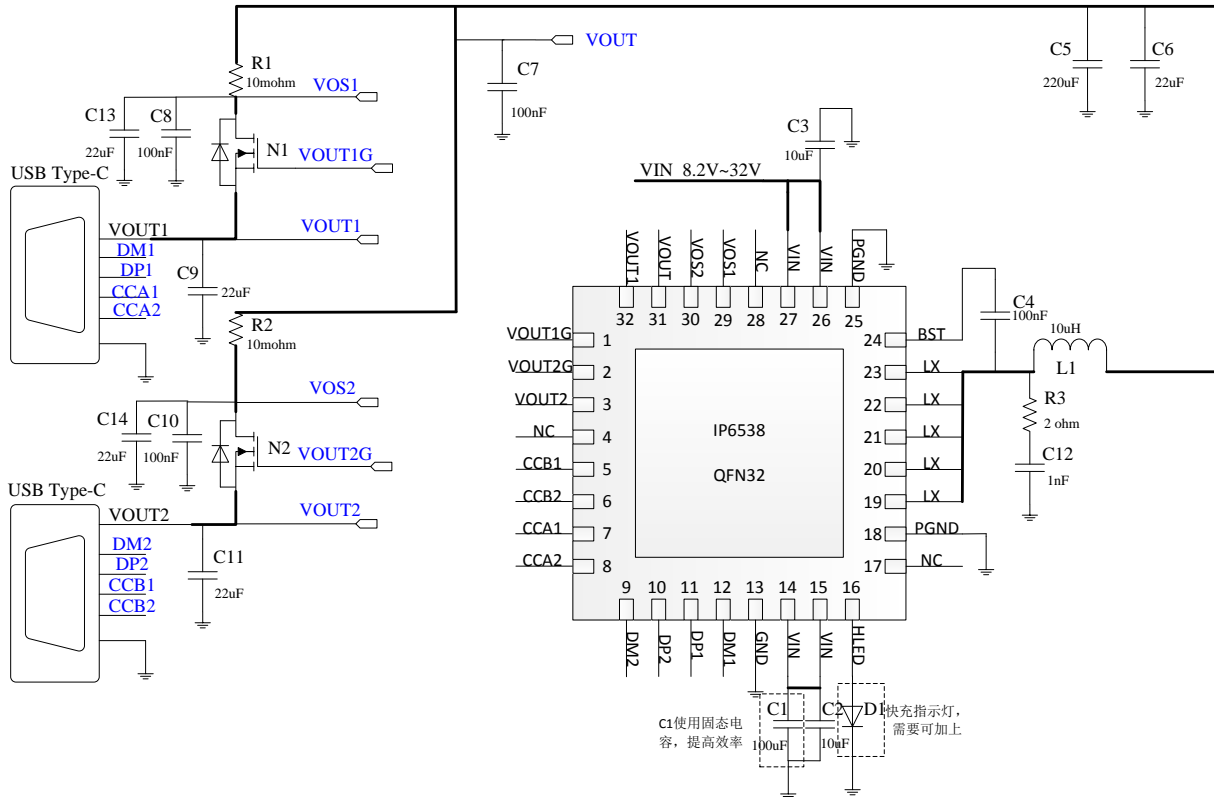 VOUT
C7
100nF
C5
220uF
C6
22uF
R1
10mohm
VOS1
C13
22uF
C8
100nF
N1
VOUT1G
USB Type-C
VOUT1
DM1
DP1
CCA1
CCA2
VOUT1
C9
22uF
R2
10mohm
VOS2
C14
22uF
C10
100nF
N2
VOUT2G
USB Type-C
VOUT2
DM2
DP2
CCB1
CCB2
VOUT2
C11
22uF
C3
10uF
VIN 8.2V~32V
VOUT1
VOUT
VOS2
VOS1
NC
VIN
VIN
PGND
32
31
30
29
28
27
26
25
VOUT1G
1
VOUT2G
2
VOUT2
3
NC
4
CCB1
5
CCB2
6
CCA1
7
CCA2
8
IP6538
QFN32
24
BST
23
LX
22
LX
21
LX
20
LX
19
LX
18
PGND
17
NC
C4
100nF
10uH
L1
R3
2 ohm
C12
1nF
9
10
11
12
13
14
15
16
DM2
DP2
DP1
DM1
GND
VIN
VIN
HLED
C1使用固态电
容，提高效率
C1
100uF
C2
10uF
D1
快充指示灯，
需要可加上